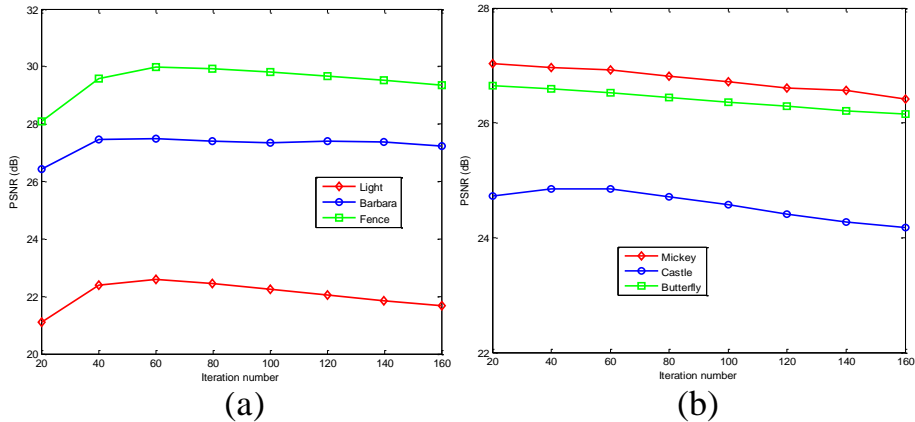 32
30
28
26
24
22
20
PSNR (dB)
Light
Barbara
Fence
20 40 60 80 100 120 140 160
Iteration number
(a)
28
26
24
22
PSNR (dB)
Mickey
Castle
Butterfly
20 40 60 80 100 120 140 160
Iteration number
(b)